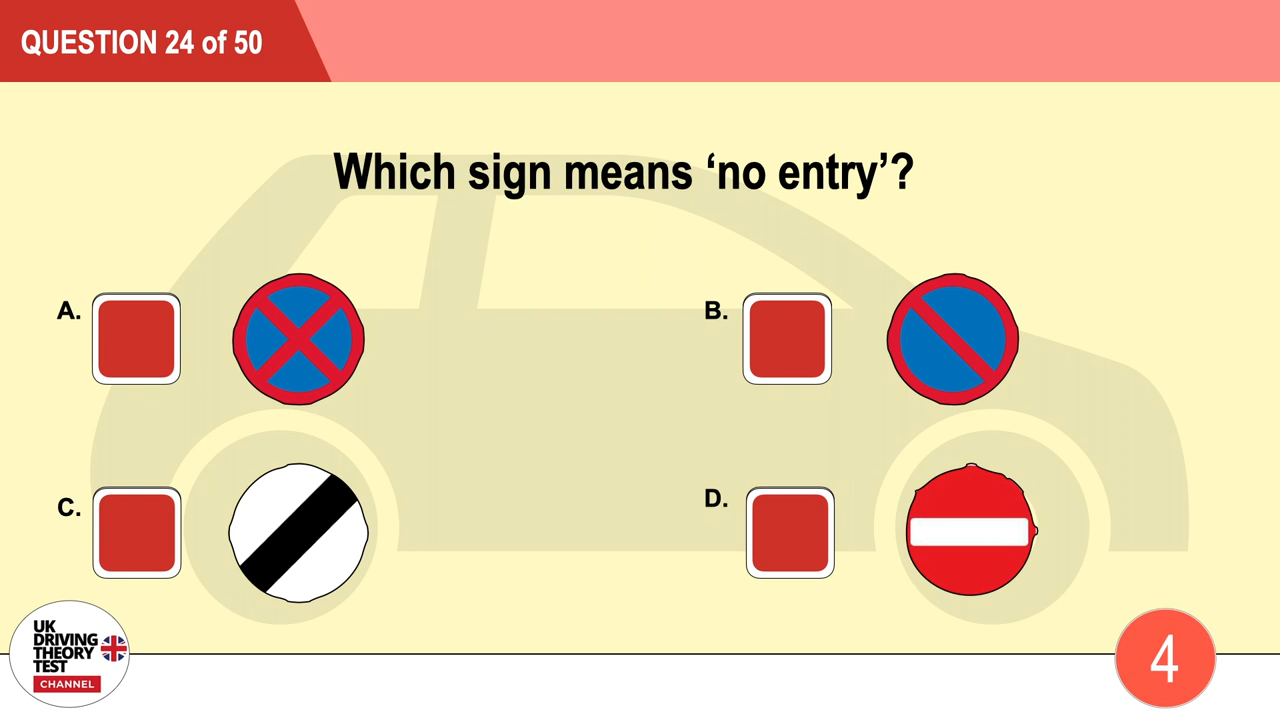 QUESTION 24 of 50
Which sign means ‘no entry’?
A.
B.
C.
D.
UK
DRIVING
THEORY
TEST
CHANNEL
4